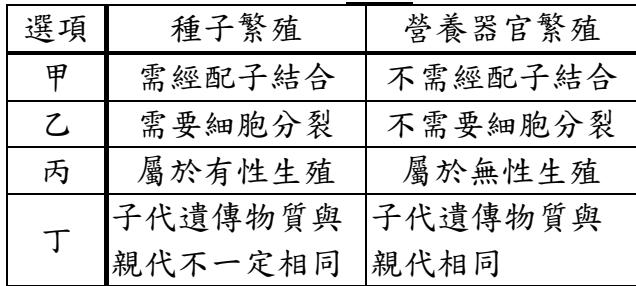 選項 種子繁殖 營養器官繁殖
甲 需經配子結合 不需經配子結合
乙 需要細胞分裂 不需要細胞分裂
丙 屬於有性生殖 屬於無性生殖
丁 子代遺傳物質與親代不一定相同 子代遺傳物質與親代相同